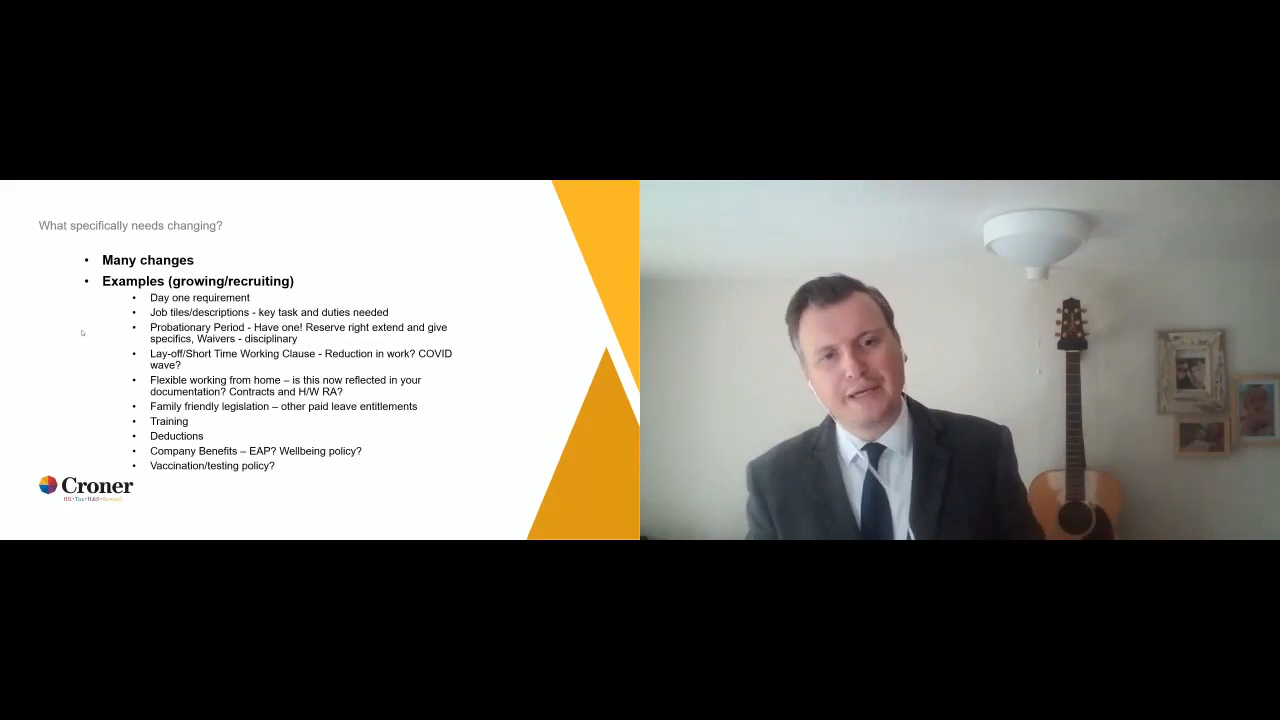 What specifically needs changing?
• Many changes
• Examples (growing/recruiting)
• Day one requirement
• Job tiles/descriptions - key task and duties needed
• Probationary Period - Have one! Reserve right extend and give
specifics, Waivers - disciplinary
• Lay-off/Short Time Working Clause - Reduction in work? COVID
wave?
• Flexible working from home – is this now reflected in your
documentation? Contracts and H/W RA?
• Family friendly legislation – other paid leave entitlements
• Training
• Deductions
• Company Benefits – EAP? Wellbeing policy?
• Vaccination/testing policy?
Croner
HR•Tax•H&S•Reward